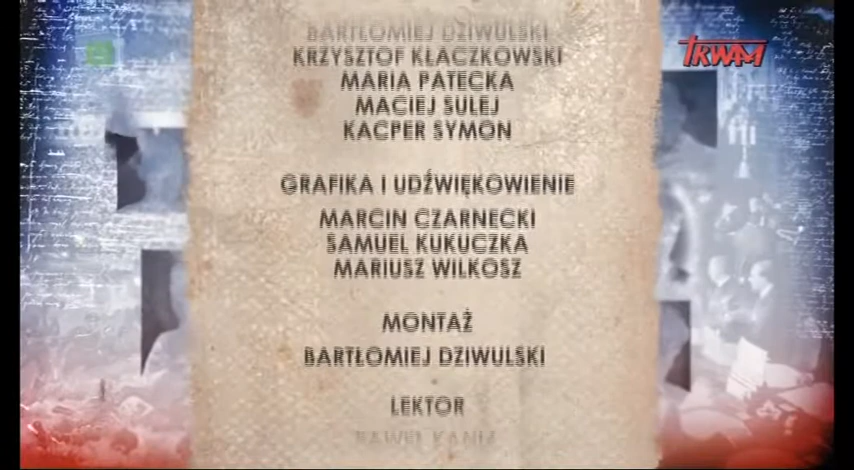 BARTŁOMIEJ DZIWULSKI
TRWAM
KRZYSZTOF KŁACZKOWSKI
MARIA PATECKA
MACIEJ SULEJ
KACPER SYMON
GRAFIKA I UDŹWIĘKOWIENIE
MARCIN CZARNECKI
SAMUEL KUKUCZKA
MARIUSZ WILKOSZ
MONTAŻ
BARTŁOMIEJ DZIWULSKI
LEKTOR